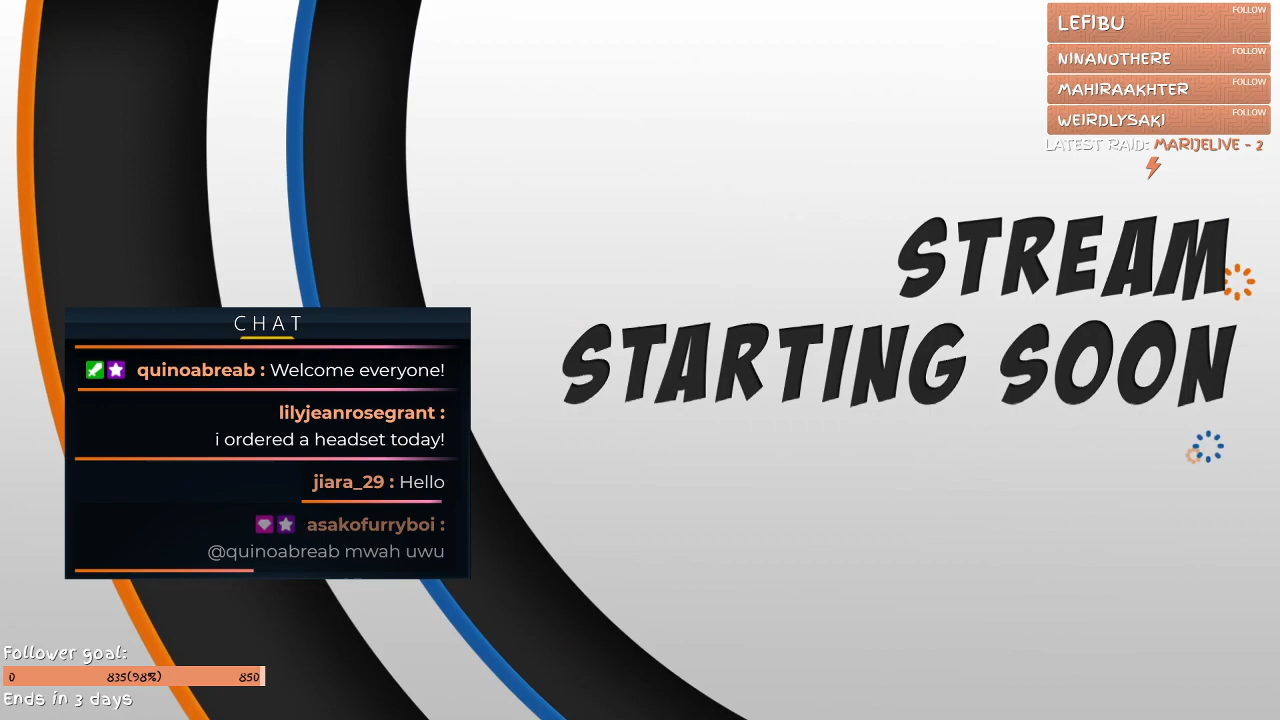 FOLLOW
LEFIBU
FOLLOW
NINANOTHERE
FOLLOW
MAHIRAAKHTER
FOLLOW
WEIRDLYSAKI
LATEST RAID: MARIJELIVE - 2
STREAM
STARTING SOON
CHAT
quinoabreab : Welcome everyone!
lilyjeanrosegrant :
i ordered a headset today!
jiara_29 : Hello
asakofurryboi :
@quinoabreab mwah uwu
Follower goal:
0 835(98%) 850
Ends in 3 days